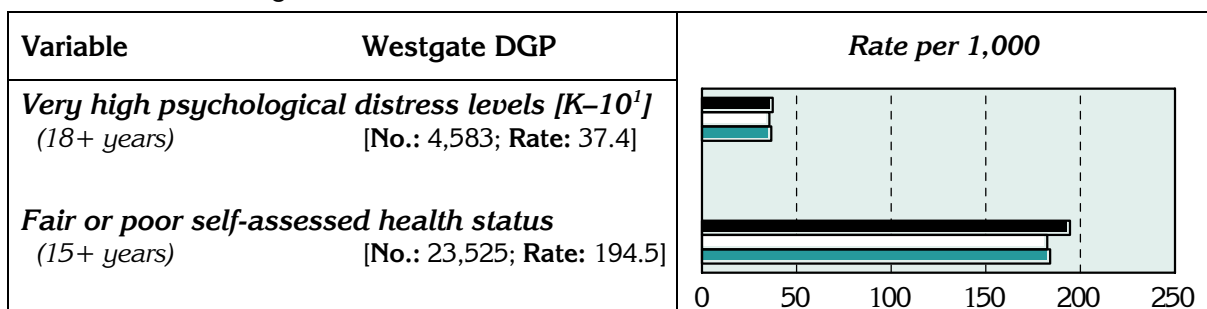 Variable Westgate DGP Rate per 1,000
Very high psychological distress levels [K–10¹]
(18+ years) [No.: 4,583; Rate: 37.4]
Fair or poor self-assessed health status
(15+ years) [No.: 23,525; Rate: 194.5]
0 50 100 150 200 250